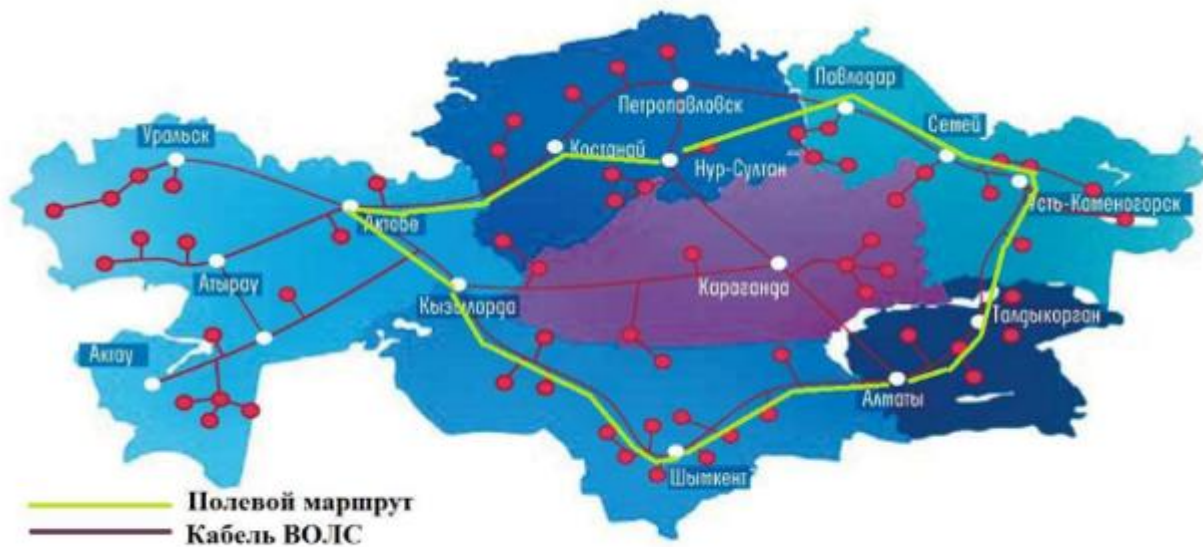 Павлодар
Петропавловск
Семей
Уральск
Костанай
Нур-Султан
Усть-Каменогорск
Актобе
Атырау
Караганда
Кызылорда
Талдыкорган
Актау
Алматы
Шымкент
Полевой маршрут
Кабель ВОЛС